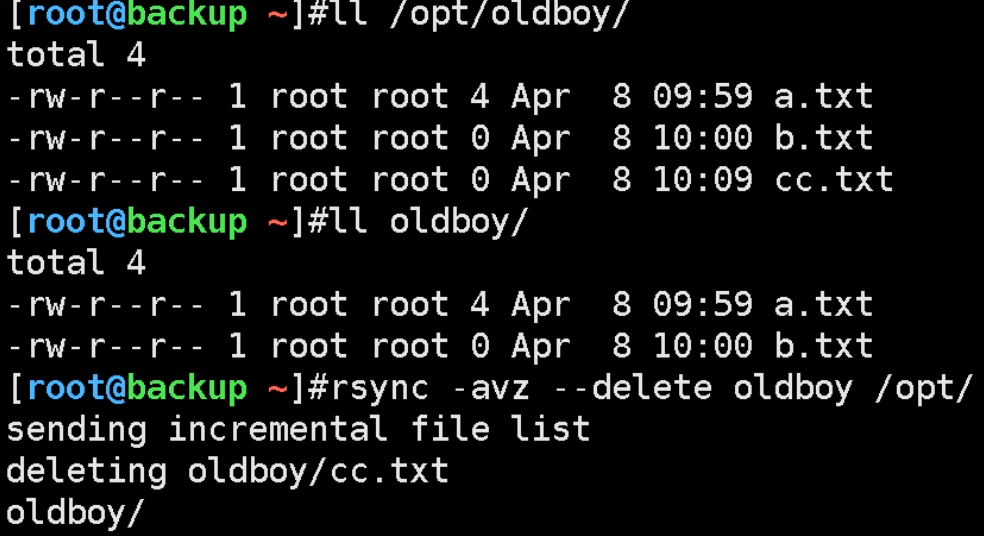 [root@backup ~]#ll /opt/oldboy/
total 4
-rw-r--r-- 1 root root 4 Apr  8 09:59 a.txt
-rw-r--r-- 1 root root 0 Apr  8 10:00 b.txt
-rw-r--r-- 1 root root 0 Apr  8 10:09 cc.txt
[root@backup ~]#ll oldboy/
total 4
-rw-r--r-- 1 root root 4 Apr  8 09:59 a.txt
-rw-r--r-- 1 root root 0 Apr  8 10:00 b.txt
[root@backup ~]#rsync -avz --delete oldboy /opt/
sending incremental file list
deleting oldboy/cc.txt
oldboy/